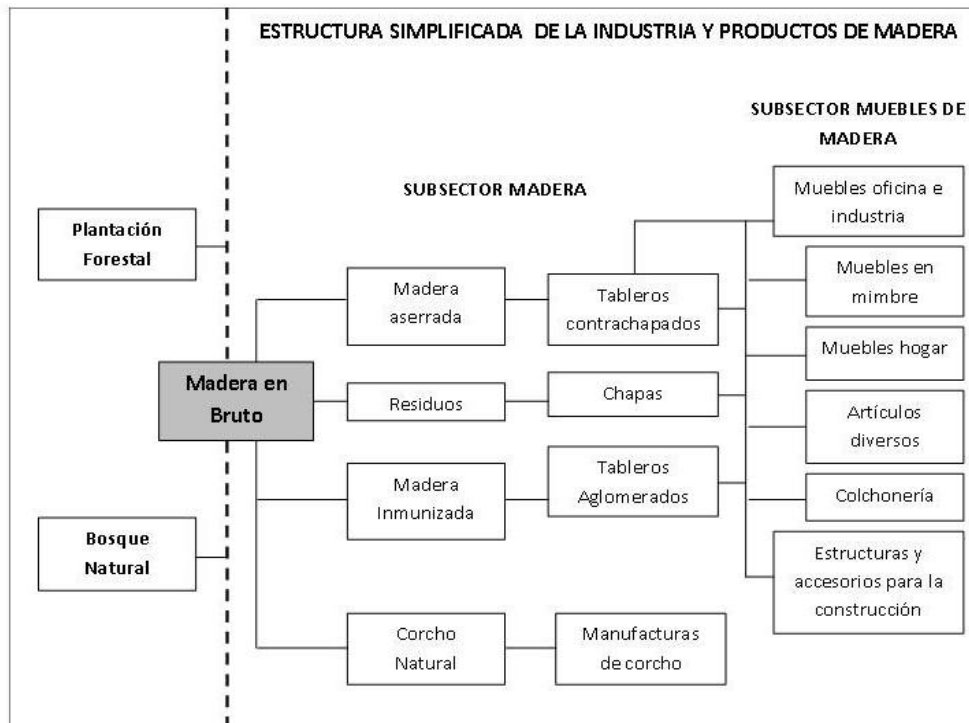 ESTRUCTURA SIMPLIFICADA DE LA INDUSTRIA Y PRODUCTOS DE MADERA
SUBSECTOR MUEBLES DE
MADERA
SUBSECTOR MADERA
Plantación
Forestal
Madera en
Bruto
Bosque
Natural
Madera
aserrada
Residuos
Madera
Inmunizada
Corcho
Natural
Tableros
contrachapados
Chapas
Tableros
Aglomerados
Manufacturas
de corcho
Muebles oficina e
industria
Muebles en
mimbre
Muebles hogar
Artículos
diversos
Colchonería
Estructuras y
accesorios para la
construcción